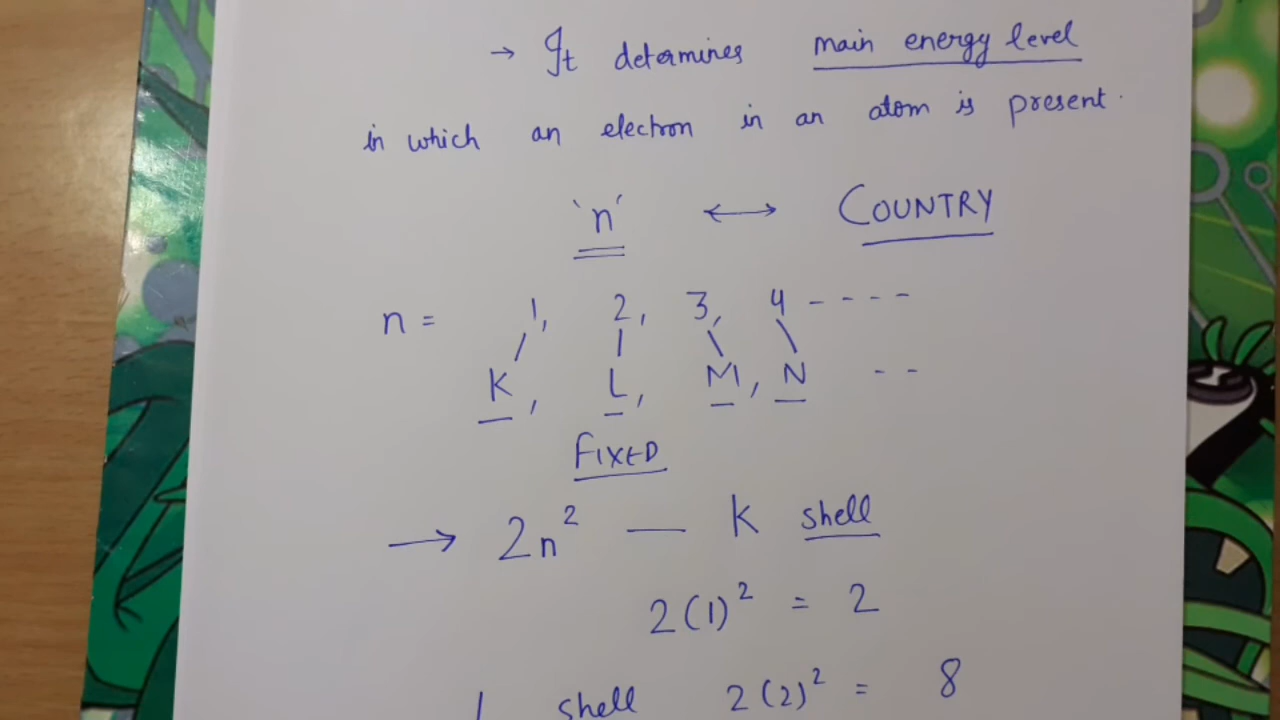 → It determines main energy level
in which an electron in an atom is present.
'n' ↔ COUNTRY
n = 1, 2, 3, 4 - - - -
K, L, M, N - -
FIXED
→ 2n² — K shell
2(1)² = 2
L shell 2(2)² = 8